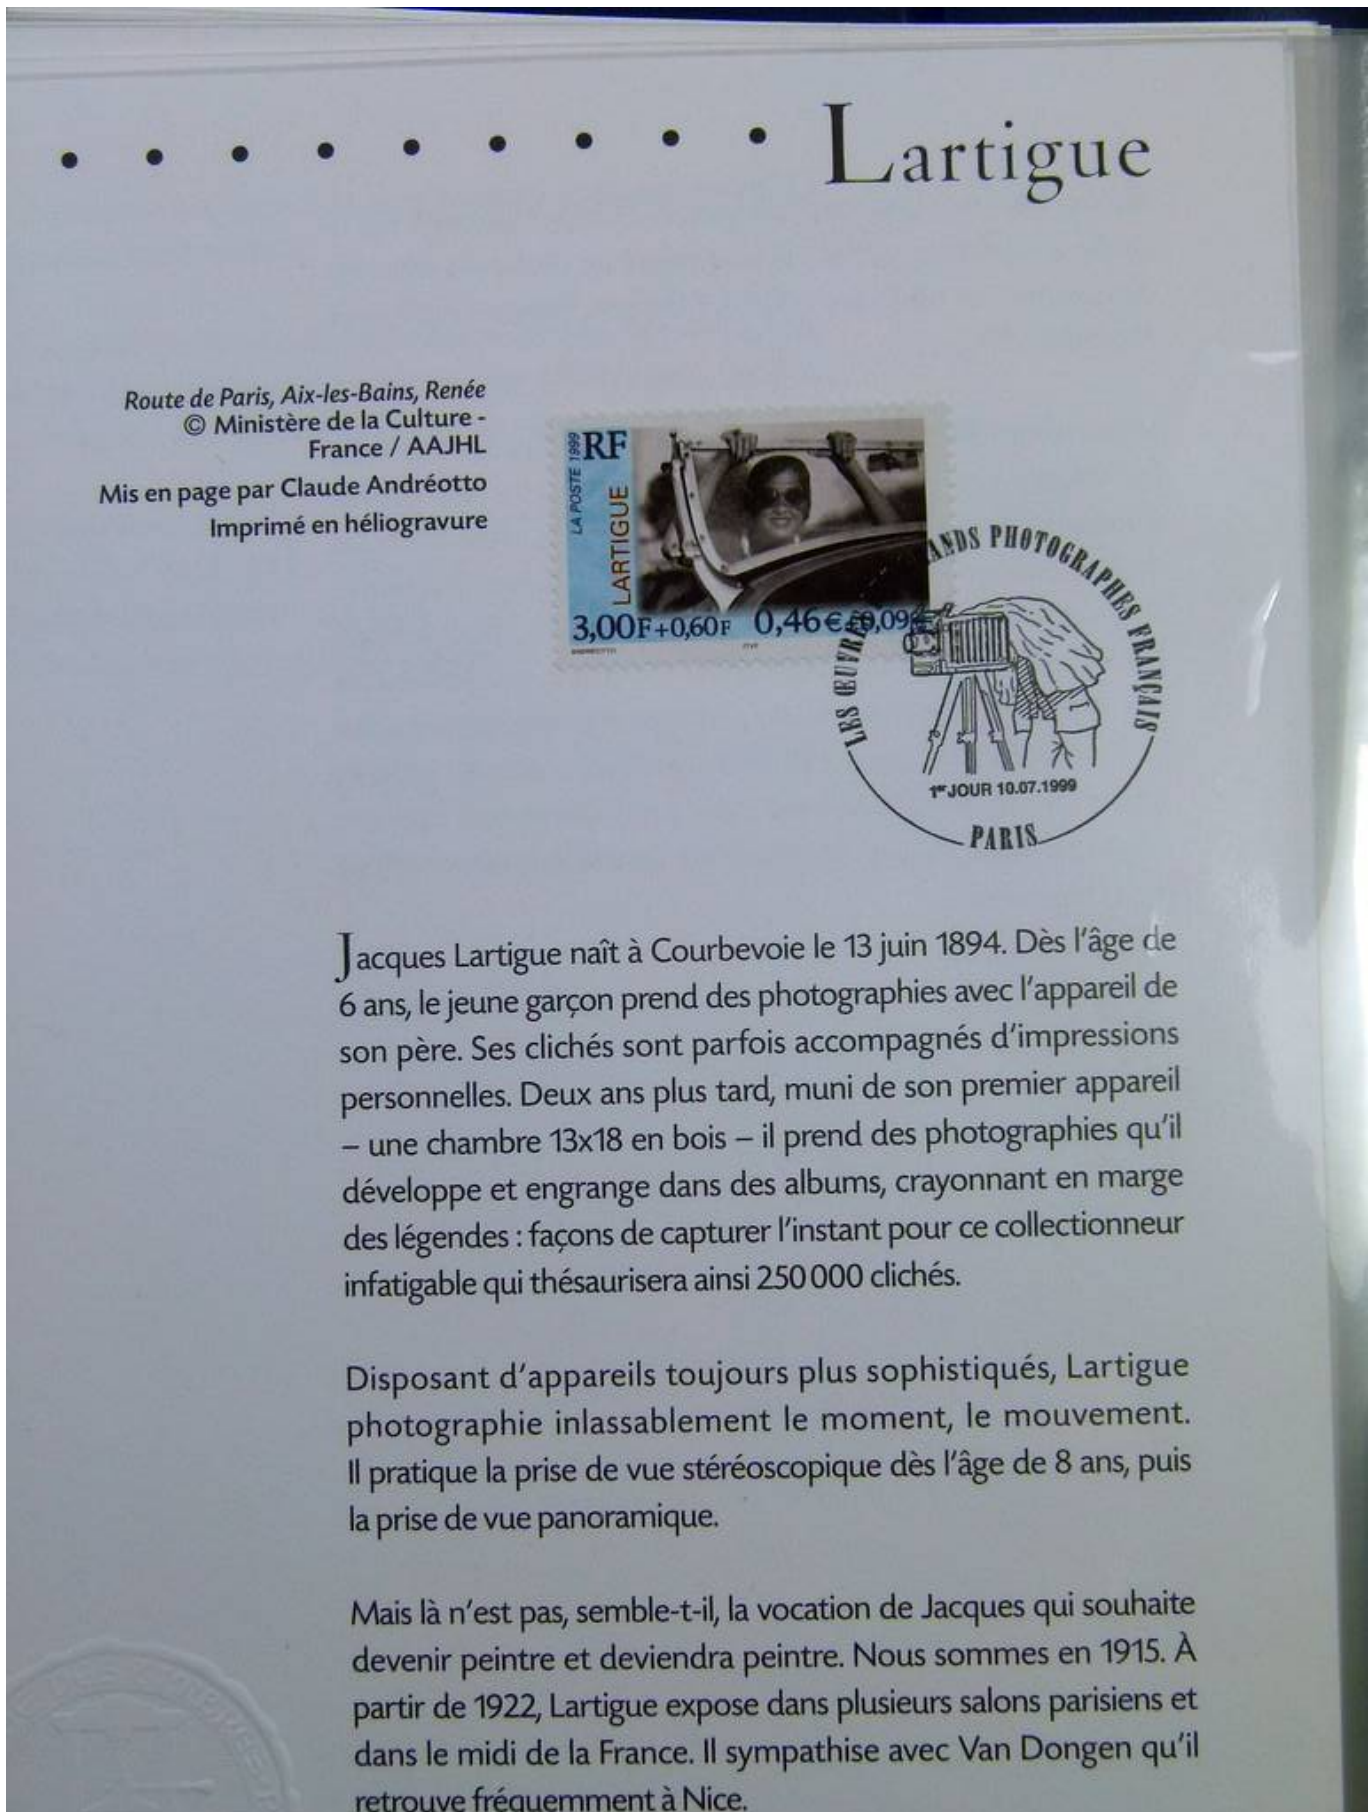 Lartigue
Route de Paris, Aix-les-Bains, Renée
© Ministère de la Culture -
France / AAJHL
Mis en page par Claude Andréotto
Imprimé en héliogravure
LA POSTE 1999
RF
LARTIGUE
3,00F+0,60F 0,46€+0,09€
LES ŒUVRES ANDS PHOTOGRAPHES FRANÇAIS
1er JOUR 10.07.1999
PARIS
Jacques Lartigue naît à Courbevoie le 13 juin 1894. Dès l'âge de
6 ans, le jeune garçon prend des photographies avec l'appareil de
son père. Ses clichés sont parfois accompagnés d'impressions
personnelles. Deux ans plus tard, muni de son premier appareil
– une chambre 13x18 en bois – il prend des photographies qu'il
développe et engrange dans des albums, crayonnant en marge
des légendes : façons de capturer l'instant pour ce collectionneur
infatigable qui thésaurisera ainsi 250 000 clichés.
Disposant d'appareils toujours plus sophistiqués, Lartigue
photographie inlassablement le moment, le mouvement.
Il pratique la prise de vue stéréoscopique dès l'âge de 8 ans, puis
la prise de vue panoramique.
Mais là n'est pas, semble-t-il, la vocation de Jacques qui souhaite
devenir peintre et deviendra peintre. Nous sommes en 1915. À
partir de 1922, Lartigue expose dans plusieurs salons parisiens et
dans le midi de la France. Il sympathise avec Van Dongen qu'il
retrouve fréquemment à Nice.